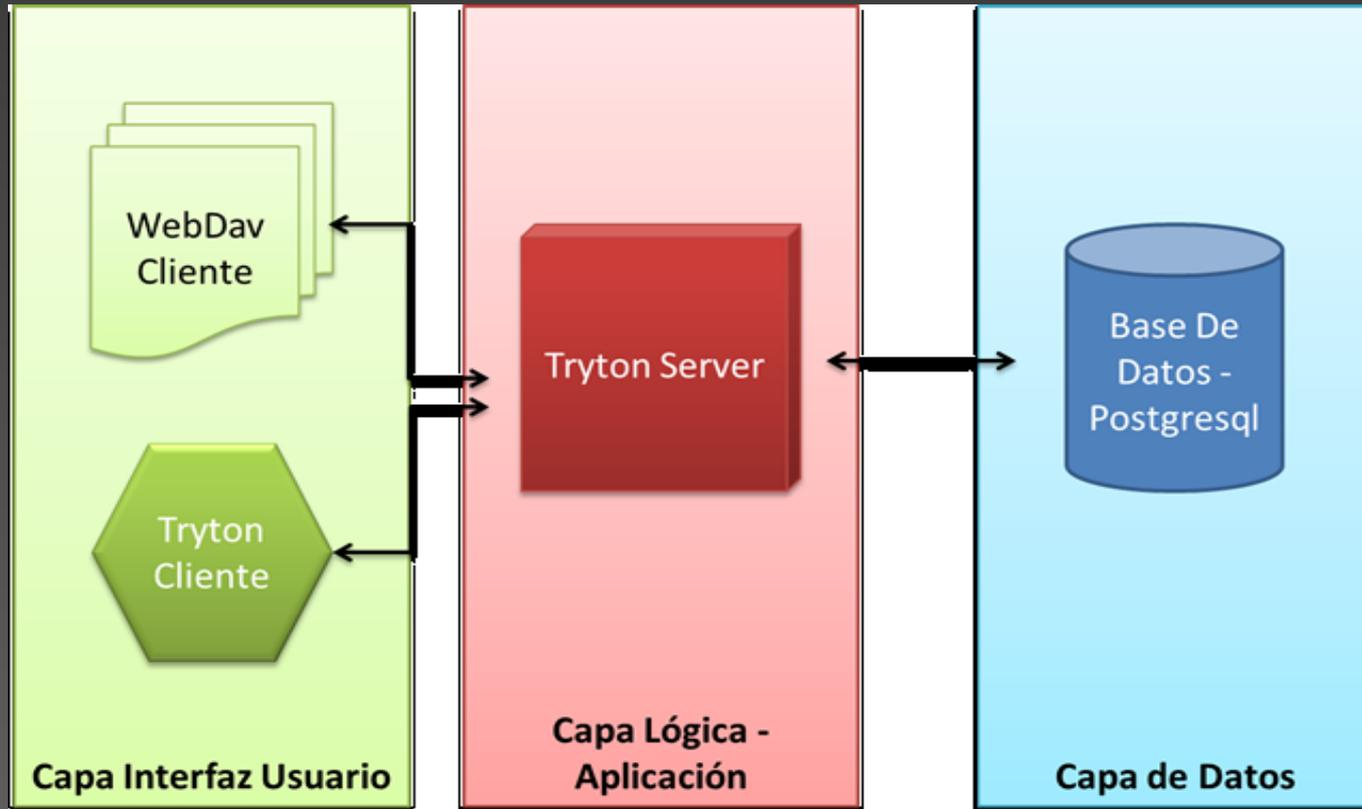 WebDav
Cliente
Tryton
Cliente
Capa Interfaz Usuario
Tryton Server
Capa Lógica -
Aplicación
Base De
Datos -
Postgresql
Capa de Datos